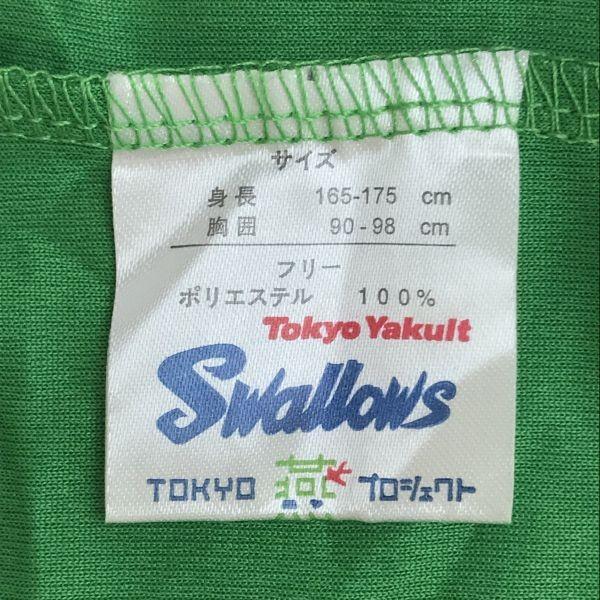 サイズ
身長 165-175 cm
胸囲 90-98 cm
フリー
ポリエステル 100%
Tokyo Yakult
Swallows
TOKYO 燕 プロジェクト